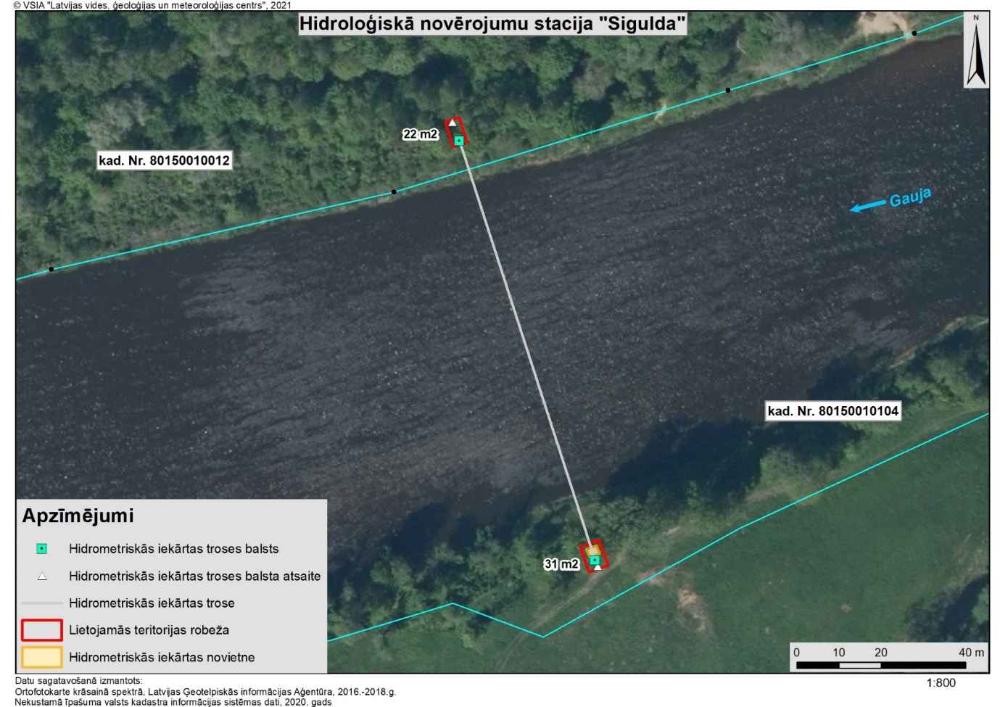 © VSIA "Latvijas vides, ģeoloģijas un meteoroloģijas centrs", 2021
Hidroloģiskā novērojumu stacija "Sigulda"
N
22 m2
kad. Nr. 80150010012
Gauja
kad. Nr. 80150010104
31 m2
Apzīmējumi
Hidrometriskās iekārtas troses balsts
Hidrometriskās iekārtas troses balsta atsaite
Hidrometriskās iekārtas trose
Lietojamās teritorijas robeža
Hidrometriskās iekārtas novietne
0 10 20 40 m
1:800
Datu sagatavošanā izmantots:
Ortofotokarte krāsainā spektrā, Latvijas Ģeotelpiskās informācijas Aģentūra, 2016.-2018.g.
Nekustamā īpašuma valsts kadastra informācijas sistēmas dati, 2020. gads